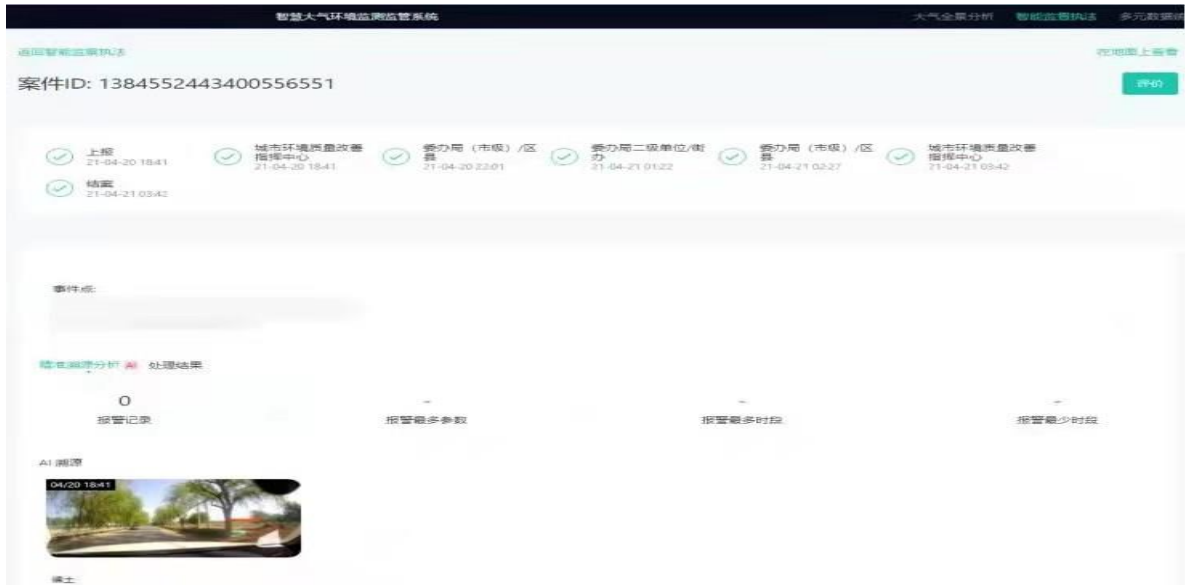 智慧大气环境监测监管系统
大气全景分析 智能监督执法 多元数据
返回智能监察执法
在地图上查看
案件ID: 1384552443400556551
评价
上报
21-04-20 18:41
城市环境质量改善
指挥中心
21-04-20 18:41
委办局（市级）/区
县
21-04-20 22:01
委办局二级单位/街
办
21-04-21 01:22
委办局（市级）/区
县
21-04-21 02:27
城市环境质量改善
指挥中心
21-04-21 03:42
结案
21-04-21 03:42
事件点:
精准溯源分析 AI 处理结果
0
报警记录
-
报警最多参数
-
报警最多时段
-
报警最少时段
AI 溯源
04/20 18:41
裸土